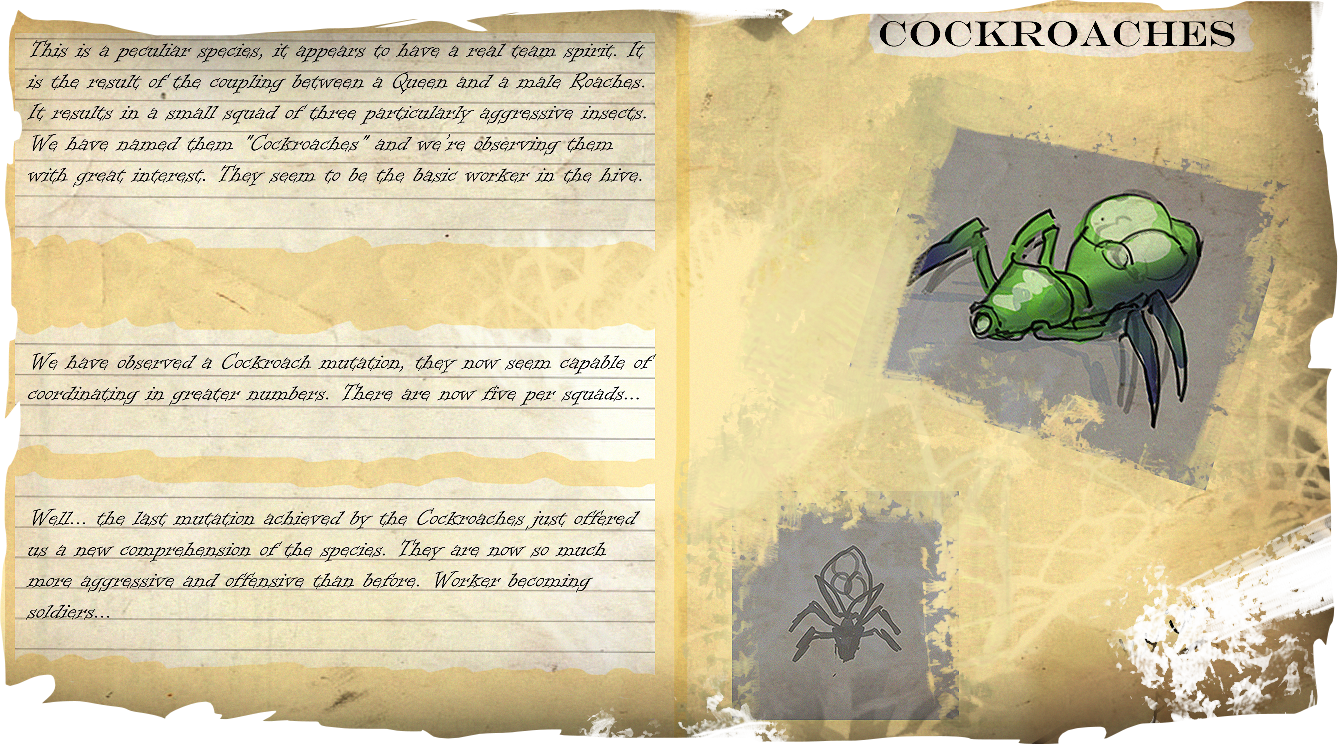 COCKROACHES
This is a peculiar species, it appears to have a real team spirit. It
is the result of the coupling between a Queen and a male Roaches.
It results in a small squad of three particularly aggressive insects.
We have named them "Cockroaches" and we're observing them
with great interest. They seem to be the basic worker in the hive.
We have observed a Cockroach mutation, they now seem capable of
coordinating in greater numbers. There are now five per squads...
Well... the last mutation achieved by the Cockroaches just offered
us a new comprehension of the species. They are now so much
more aggressive and offensive than before. Worker becoming
soldiers...